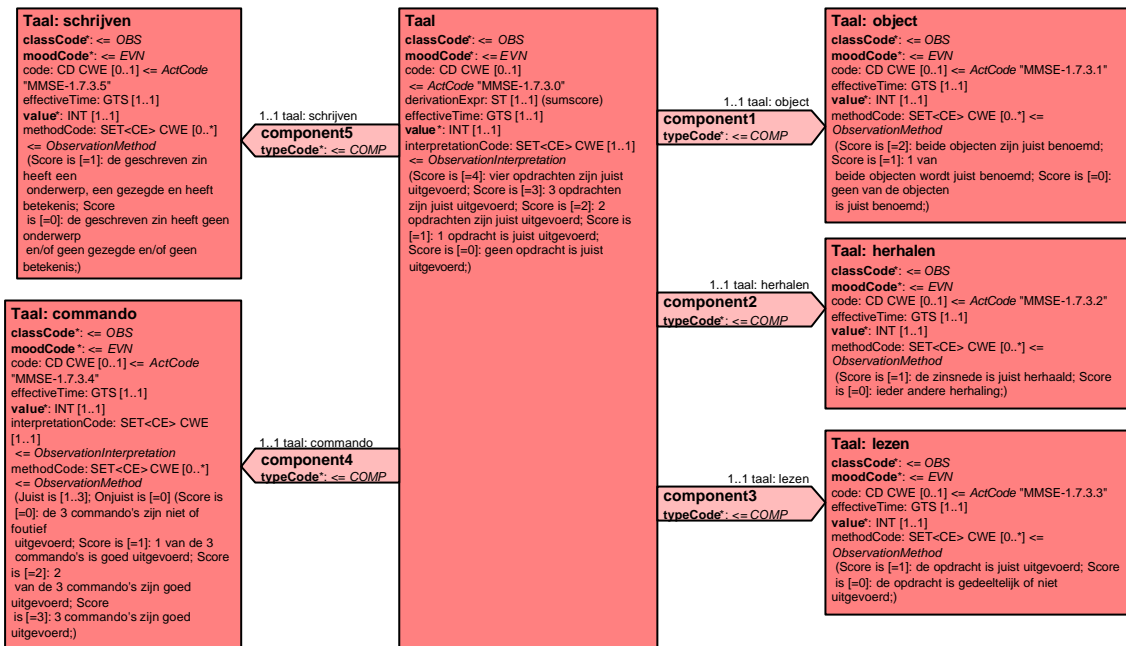 Taal: schrijven
classCode*: <= OBS
moodCode*: <= EVN
code: CD CWE [0..1] <= ActCode
"MMSE-1.7.3.5"
effectiveTime: GTS [1..1]
value*: INT [1..1]
methodCode: SET<CE> CWE [0..*]
<= ObservationMethod
(Score is [=1]: de geschreven zin
heeft een
onderwerp, een gezegde en heeft
betekenis; Score
is [=0]: de geschreven zin heeft geen
onderwerp
en/of geen gezegde en/of geen
betekenis;)
1..1 taal: schrijven
component5
typeCode*: <= COMP
Taal: commando
classCode*: <= OBS
moodCode*: <= EVN
code: CD CWE [0..1] <= ActCode
"MMSE-1.7.3.4"
effectiveTime: GTS [1..1]
value*: INT [1..1]
interpretationCode: SET<CE> CWE
[1..1]
<= ObservationInterpretation
methodCode: SET<CE> CWE [0..*]
<= ObservationMethod
(Juist is [1..3]; Onjuist is [=0] (Score is
[=0]: de 3 commando's zijn niet of
foutief
uitgevoerd; Score is [=1]: 1 van de 3
commando's is goed uitgevoerd; Score
is [=2]: 2
van de 3 commando's zijn goed
uitgevoerd; Score
is [=3]: 3 commando's zijn goed
uitgevoerd;)
1..1 taal: commando
component4
typeCode*: <= COMP
Taal
classCode*: <= OBS
moodCode*: <= EVN
code: CD CWE [0..1]
<= ActCode "MMSE-1.7.3.0"
derivationExpr: ST [1..1] (sumscore)
effectiveTime: GTS [1..1]
value*: INT [1..1]
interpretationCode: SET<CE> CWE [1..1]
<= ObservationInterpretation
(Score is [=4]: vier opdrachten zijn juist
uitgevoerd; Score is [=3]: 3 opdrachten
zijn juist uitgevoerd; Score is [=2]: 2
opdrachten zijn juist uitgevoerd; Score is
[=1]: 1 opdracht is juist uitgevoerd;
Score is [=0]: geen opdracht is juist
uitgevoerd;)
1..1 taal: object
component1
typeCode*: <= COMP
Taal: object
classCode*: <= OBS
moodCode*: <= EVN
code: CD CWE [0..1] <= ActCode "MMSE-1.7.3.1"
effectiveTime: GTS [1..1]
value*: INT [1..1]
methodCode: SET<CE> CWE [0..*] <=
ObservationMethod
(Score is [=2]: beide objecten zijn juist benoemd;
Score is [=1]: 1 van
beide objecten wordt juist benoemd; Score is [=0]:
geen van de objecten
is juist benoemd;)
1..1 taal: herhalen
component2
typeCode*: <= COMP
Taal: herhalen
classCode*: <= OBS
moodCode*: <= EVN
code: CD CWE [0..1] <= ActCode "MMSE-1.7.3.2"
effectiveTime: GTS [1..1]
value*: INT [1..1]
methodCode: SET<CE> CWE [0..*] <=
ObservationMethod
(Score is [=1]: de zinsnede is juist herhaald; Score
is [=0]: ieder andere herhaling;)
1..1 taal: lezen
component3
typeCode*: <= COMP
Taal: lezen
classCode*: <= OBS
moodCode*: <= EVN
code: CD CWE [0..1] <= ActCode "MMSE-1.7.3.3"
effectiveTime: GTS [1..1]
value*: INT [1..1]
methodCode: SET<CE> CWE [0..*] <=
ObservationMethod
(Score is [=1]: de opdracht is juist uitgevoerd; Score
is [=0]: de opdracht is gedeeltelijk of niet
uitgevoerd;)